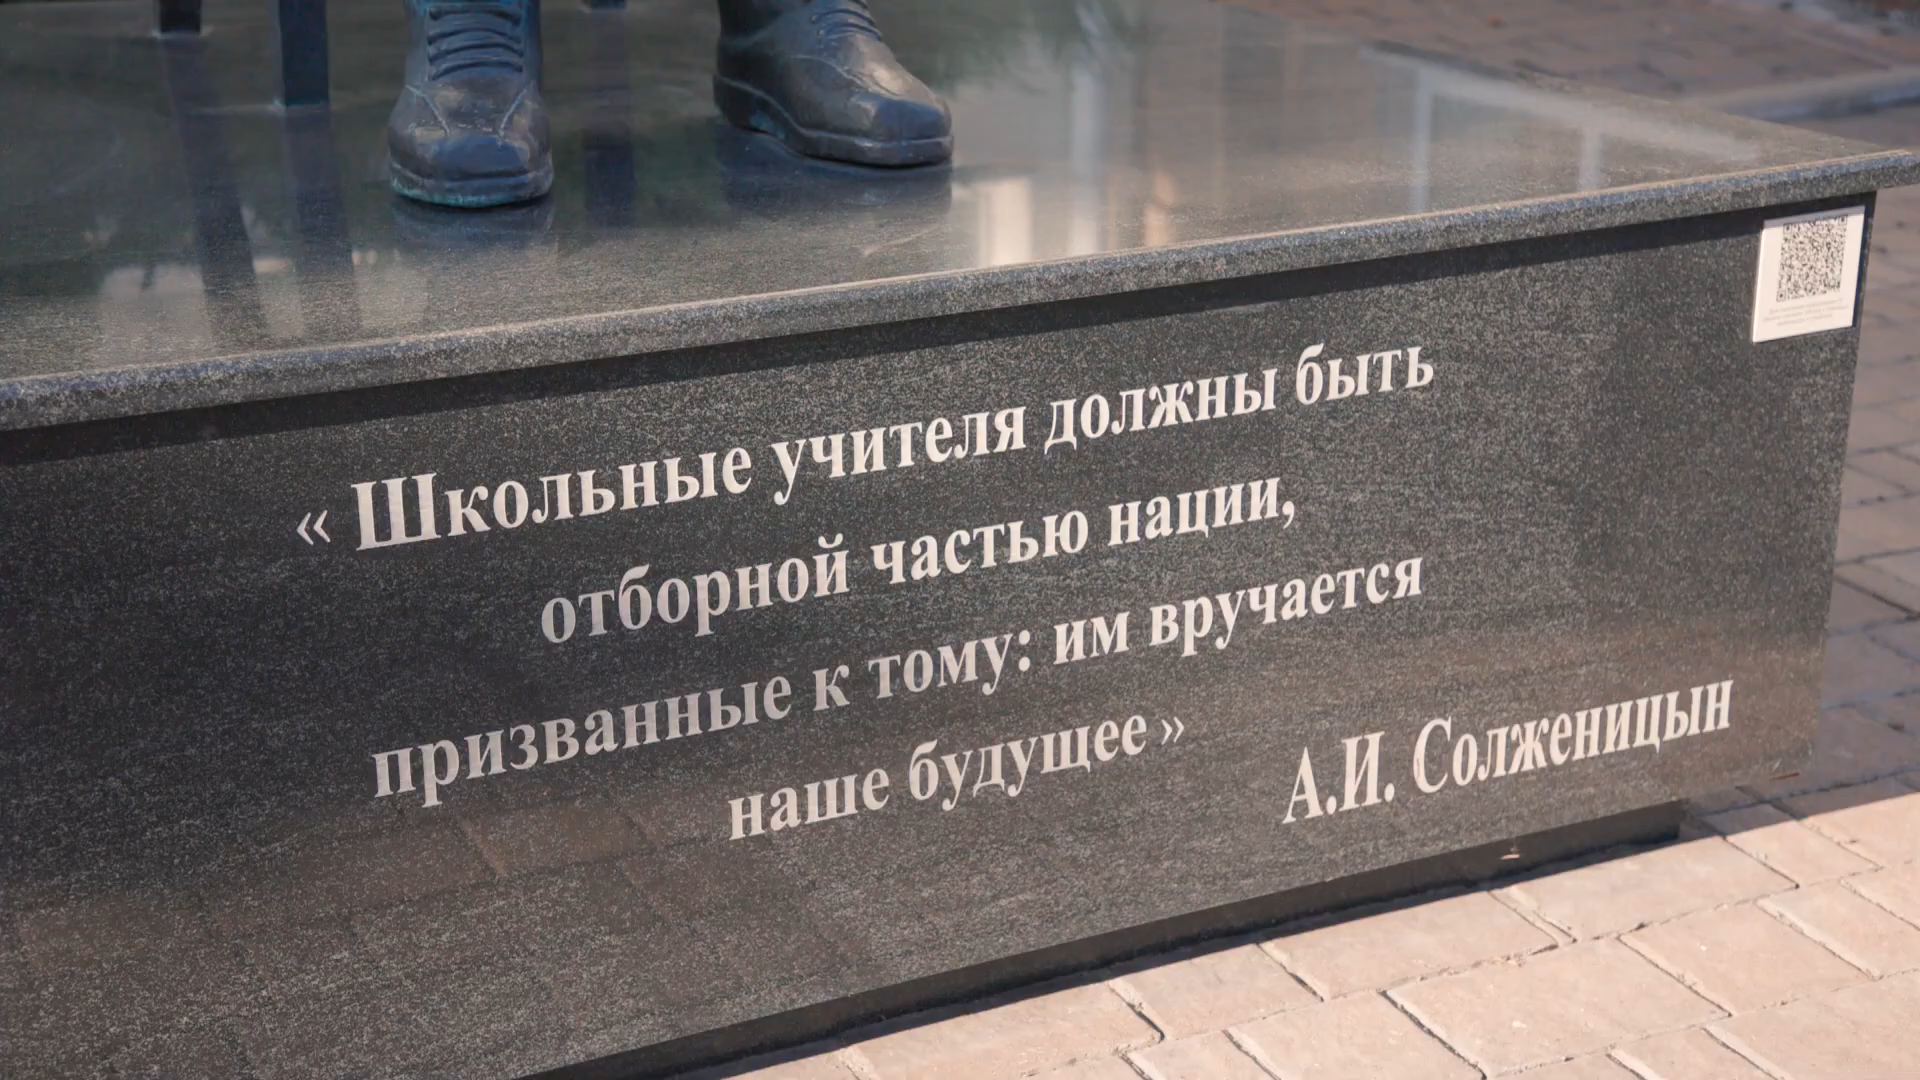 « Школьные учителя должны быть
отборной частью нации,
призванные к тому: им вручается
наше будущее »
А.И. Солженицын